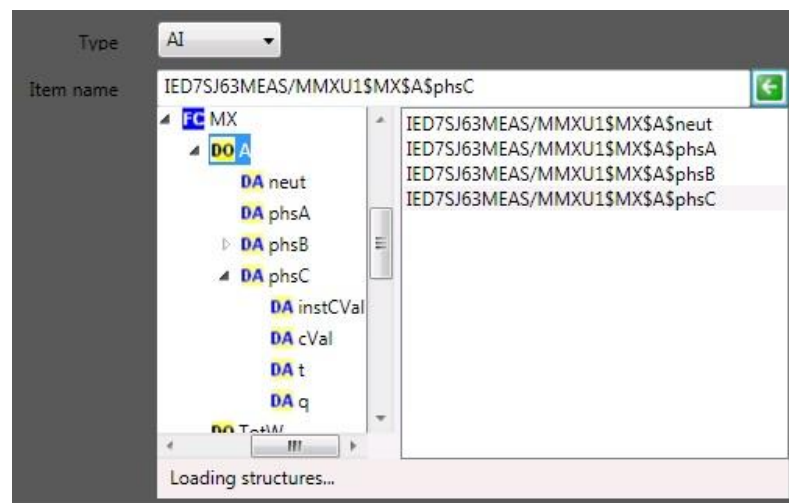 Type AI
Item name IED7SJ63MEAS/MMXU1$MX$A$phsC
FC MX
DO A
DA neut
DA phsA
DA phsB
DA phsC
DA instCVal
DA cVal
DA t
DA q
DO TotW
IED7SJ63MEAS/MMXU1$MX$A$neut
IED7SJ63MEAS/MMXU1$MX$A$phsA
IED7SJ63MEAS/MMXU1$MX$A$phsB
IED7SJ63MEAS/MMXU1$MX$A$phsC
Loading structures...